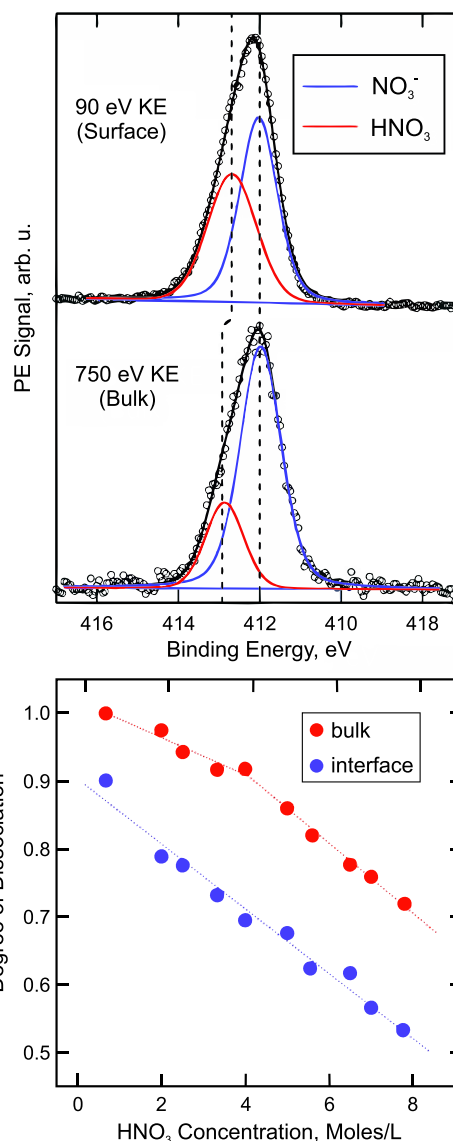 90 eV KE
(Surface)
NO₃⁻
HNO₃
PE Signal, arb. u.
750 eV KE
(Bulk)
416 414 412 410 418
Binding Energy, eV
1.0
0.9
0.8
0.7
0.6
0.5
bulk
interface
Degree of Dissociation
0 2 4 6 8
HNO₃ Concentration, Moles/L